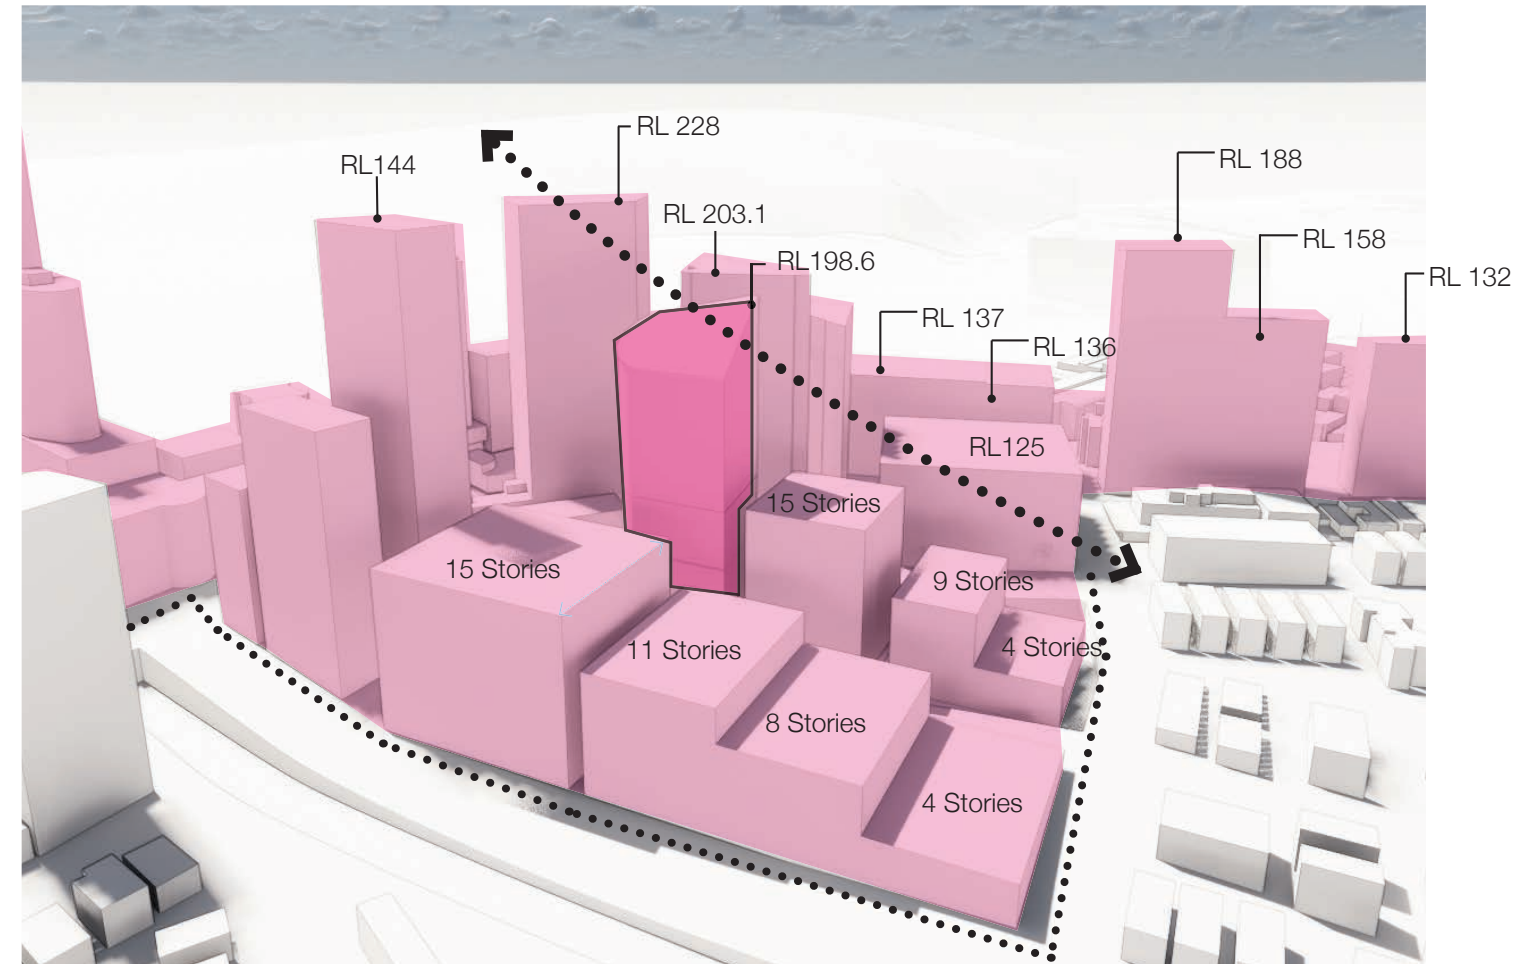 RL 228
RL144
RL 188
RL 203.1
RL 158
RL198.6
RL 132
RL 137
RL 136
RL125
15 Stories
15 Stories
9 Stories
11 Stories
4 Stories
8 Stories
4 Stories